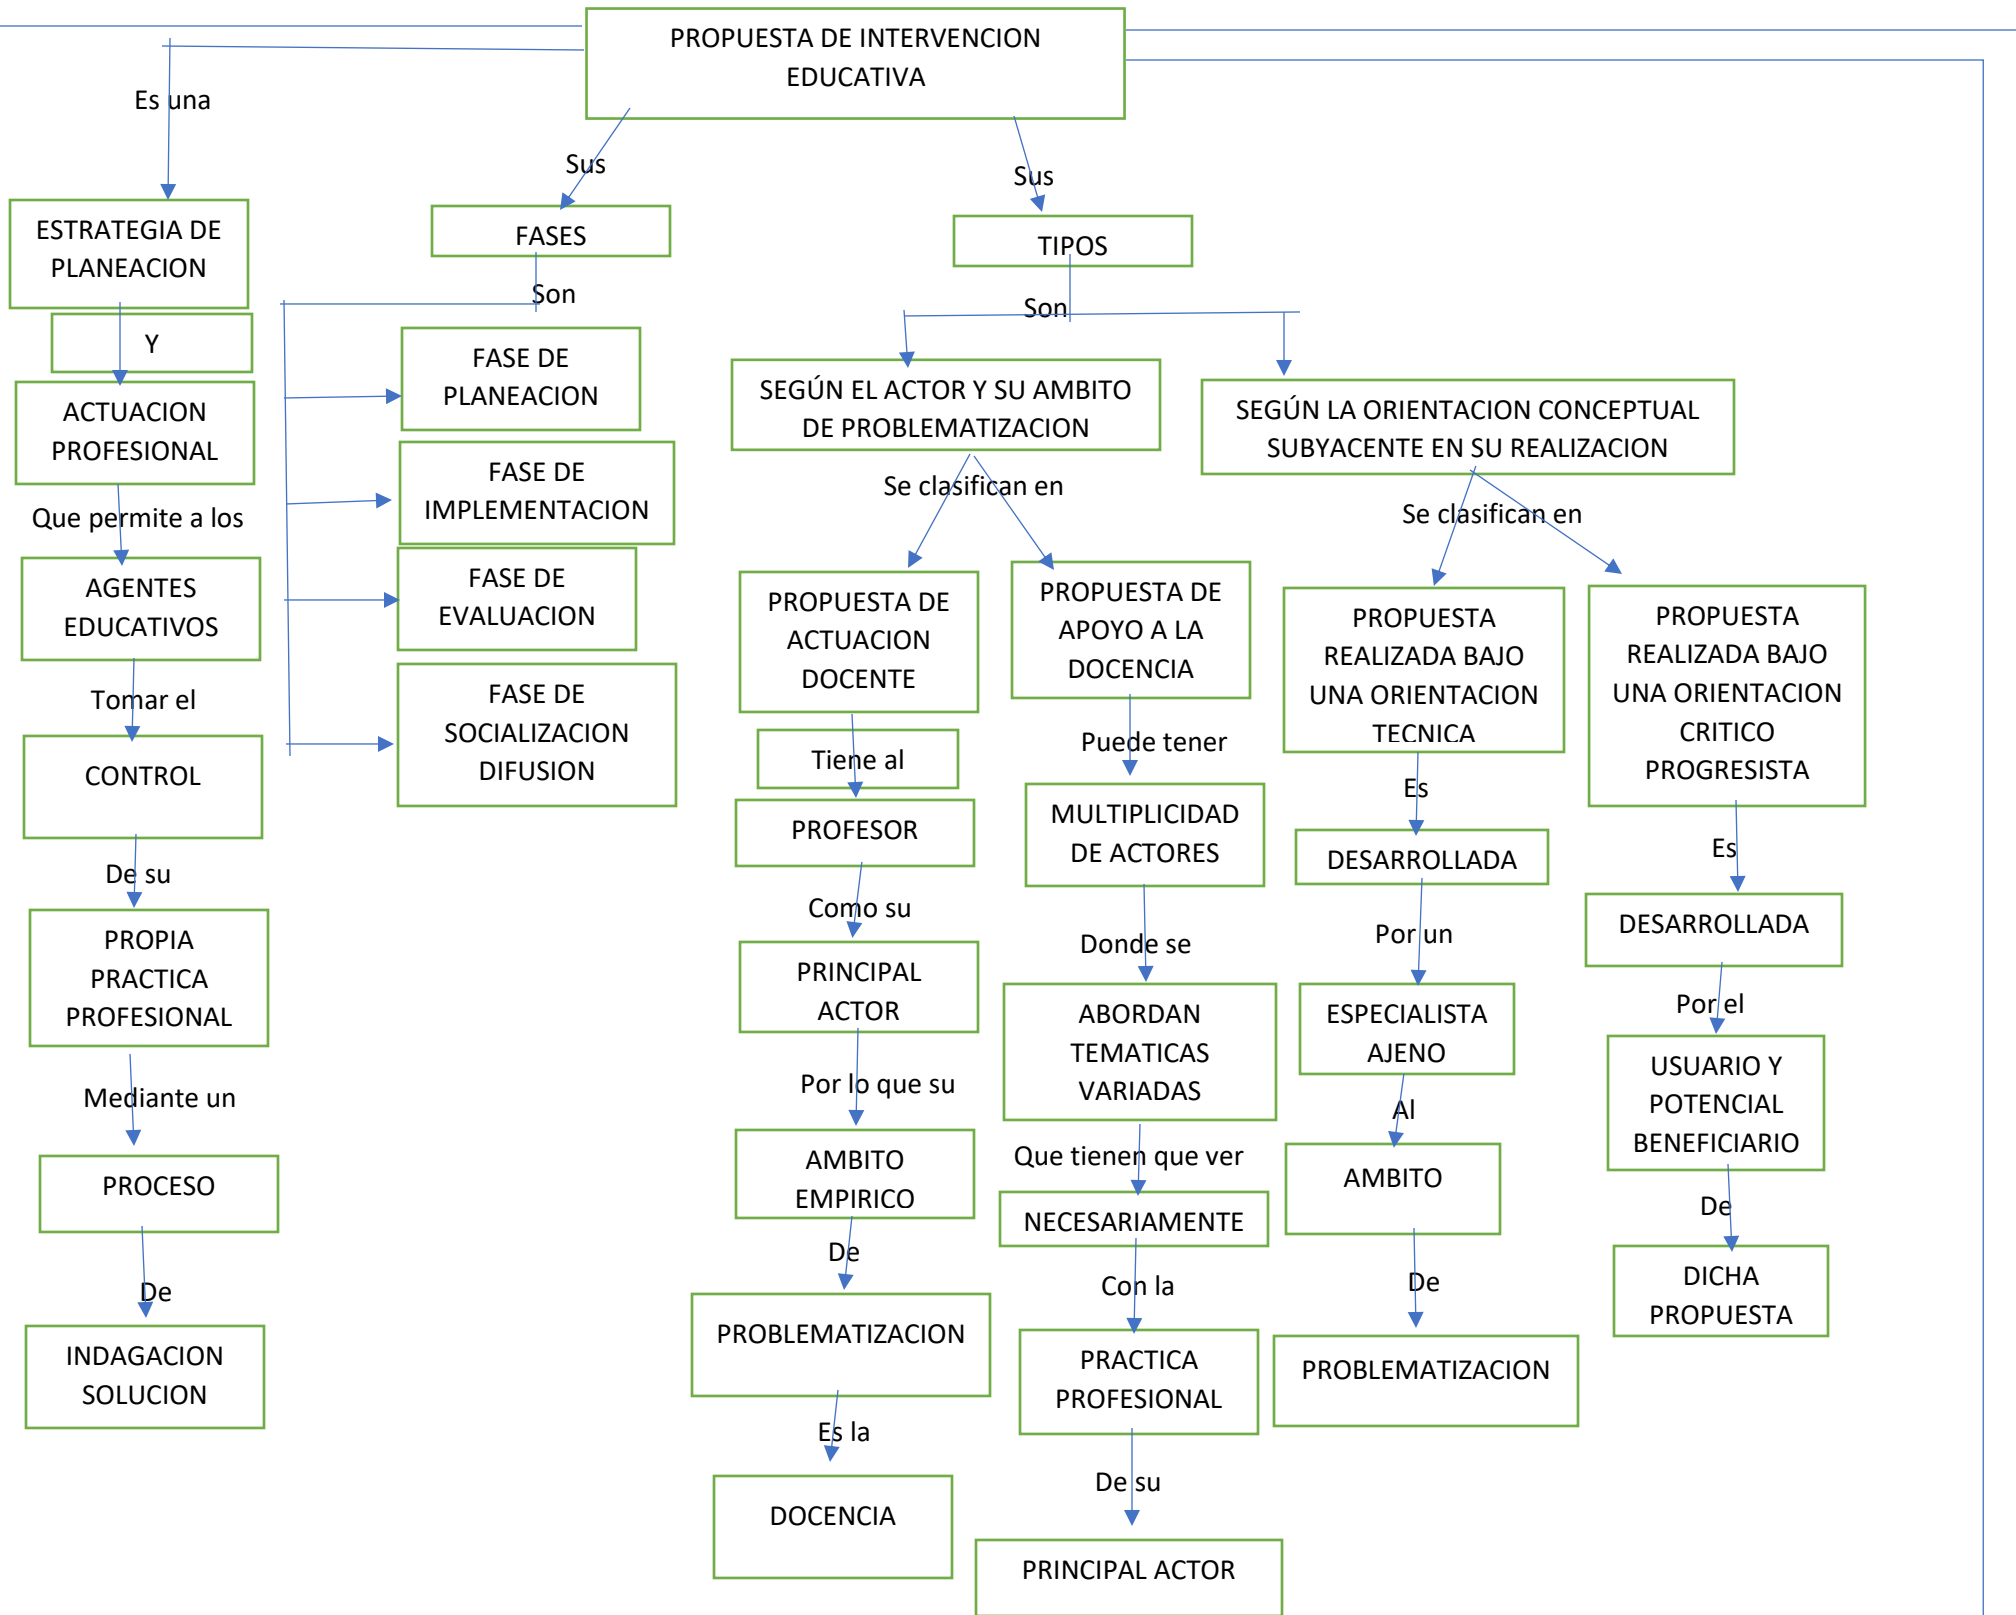 PROPUESTA DE INTERVENCION
EDUCATIVA
Es una
ESTRATEGIA DE
PLANEACION
Y
ACTUACION
PROFESIONAL
Que permite a los
AGENTES
EDUCATIVOS
Tomar el
CONTROL
De su
PROPIA
PRACTICA
PROFESIONAL
Mediante un
PROCESO
De
INDAGACION
SOLUCION
Sus
FASES
Son
FASE DE
PLANEACION
FASE DE
IMPLEMENTACION
FASE DE
EVALUACION
FASE DE
SOCIALIZACION
DIFUSION
Sus
TIPOS
Son
SEGÚN EL ACTOR Y SU AMBITO
DE PROBLEMATIZACION
Se clasifican en
PROPUESTA DE
ACTUACION
DOCENTE
Tiene al
PROFESOR
Como su
PRINCIPAL
ACTOR
Por lo que su
AMBITO
EMPIRICO
De
PROBLEMATIZACION
Es la
DOCENCIA
PROPUESTA DE
APOYO A LA
DOCENCIA
Puede tener
MULTIPLICIDAD
DE ACTORES
Donde se
ABORDAN
TEMATICAS
VARIADAS
Que tienen que ver
NECESARIAMENTE
Con la
PRACTICA
PROFESIONAL
De su
PRINCIPAL ACTOR
SEGÚN LA ORIENTACION CONCEPTUAL
SUBYACENTE EN SU REALIZACION
Se clasifican en
PROPUESTA
REALIZADA BAJO
UNA ORIENTACION
TECNICA
Es
DESARROLLADA
Por un
ESPECIALISTA
AJENO
Al
AMBITO
De
PROBLEMATIZACION
PROPUESTA
REALIZADA BAJO
UNA ORIENTACION
CRITICO
PROGRESISTA
Es
DESARROLLADA
Por el
USUARIO Y
POTENCIAL
BENEFICIARIO
De
DICHA
PROPUESTA